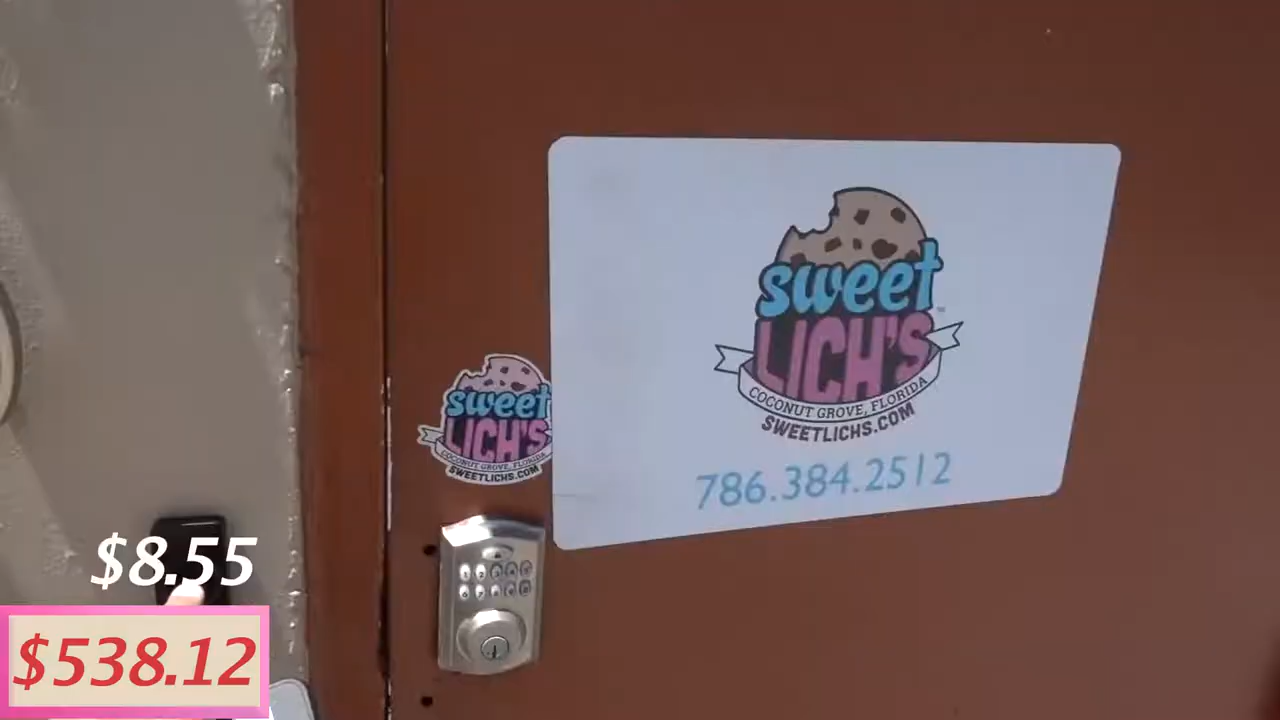 sweet
LICH'S
COCONUT GROVE, FLORIDA
SWEETLICHS.COM
786.384.2512
sweet
LICH'S
COCONUT GROVE, FLORIDA
SWEETLICHS.COM
$8.55
$538.12